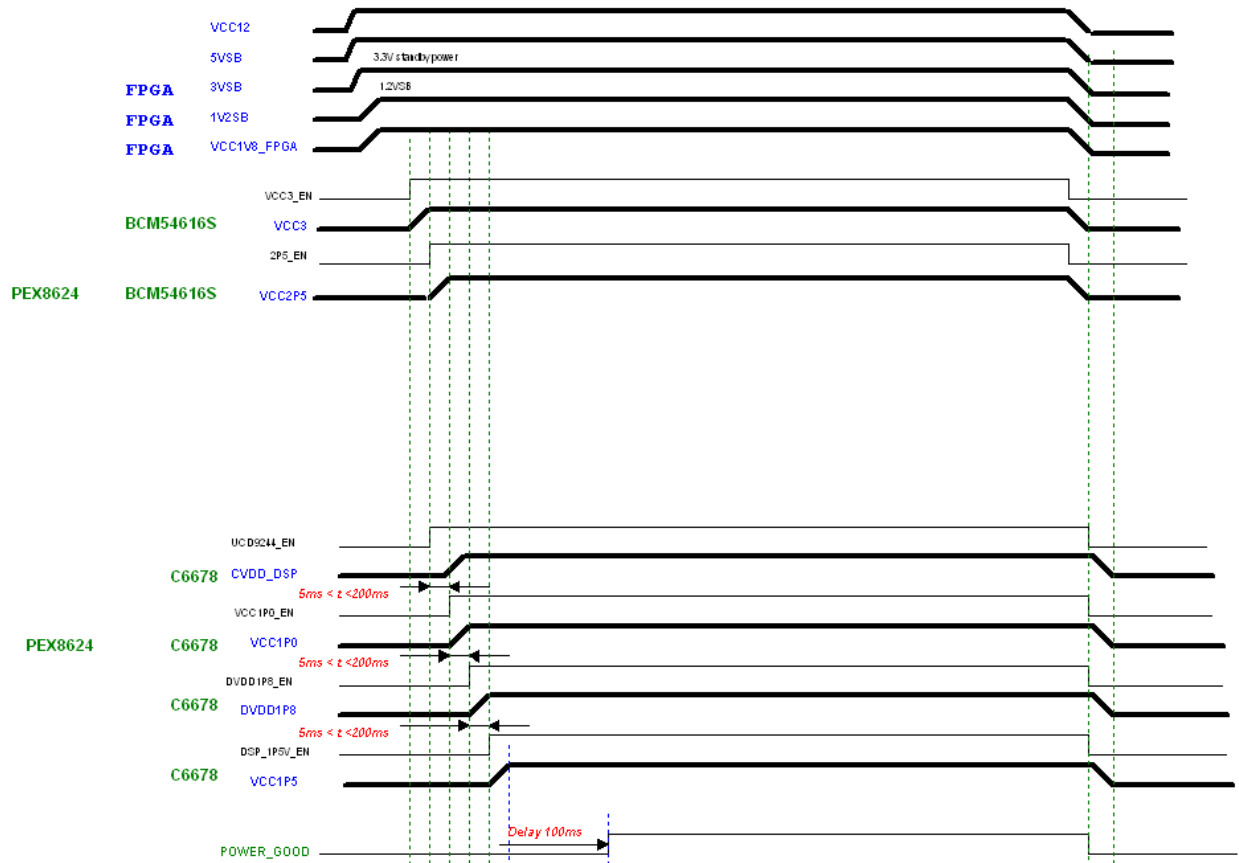 VCC12
5VSB 3.3V standby power
FPGA 3VSB 1.2VSB
FPGA 1V2SB
FPGA VCC1V8_FPGA
VCC3_EN
BCM54616S VCC3
2P5_EN
PEX8624 BCM54616S VCC2P5
UCD9244_EN
C6678 CVDD_DSP
5ms < t <200ms
VCC1P0_EN
PEX8624 C6678 VCC1P0
5ms < t <200ms
DVDD1P8_EN
C6678 DVDD1P8
5ms < t <200ms
DSP_1P5V_EN
C6678 VCC1P5
Delay 100ms
POWER_GOOD